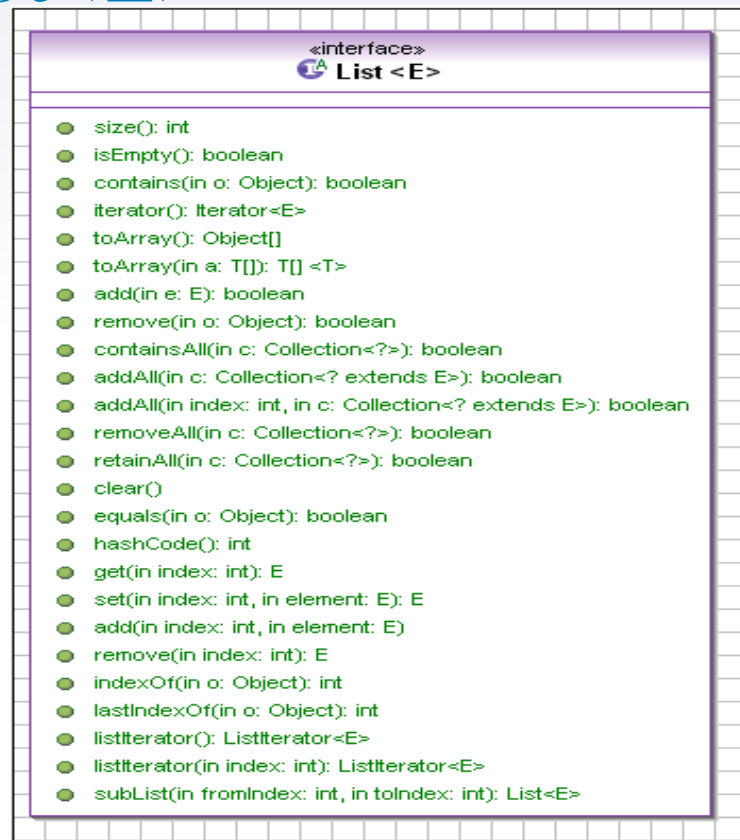 «interface»
List <E>
size(): int
isEmpty(): boolean
contains(in o: Object): boolean
iterator(): Iterator<E>
toArray(): Object[]
toArray(in a: T[]): T[] <T>
add(in e: E): boolean
remove(in o: Object): boolean
containsAll(in c: Collection<?>): boolean
addAll(in c: Collection<? extends E>): boolean
addAll(in index: int, in c: Collection<? extends E>): boolean
removeAll(in c: Collection<?>): boolean
retainAll(in c: Collection<?>): boolean
clear()
equals(in o: Object): boolean
hashCode(): int
get(in index: int): E
set(in index: int, in element: E): E
add(in index: int, in element: E)
remove(in index: int): E
indexOf(in o: Object): int
lastIndexOf(in o: Object): int
listIterator(): ListIterator<E>
listIterator(in index: int): ListIterator<E>
subList(in fromIndex: int, in toIndex: int): List<E>